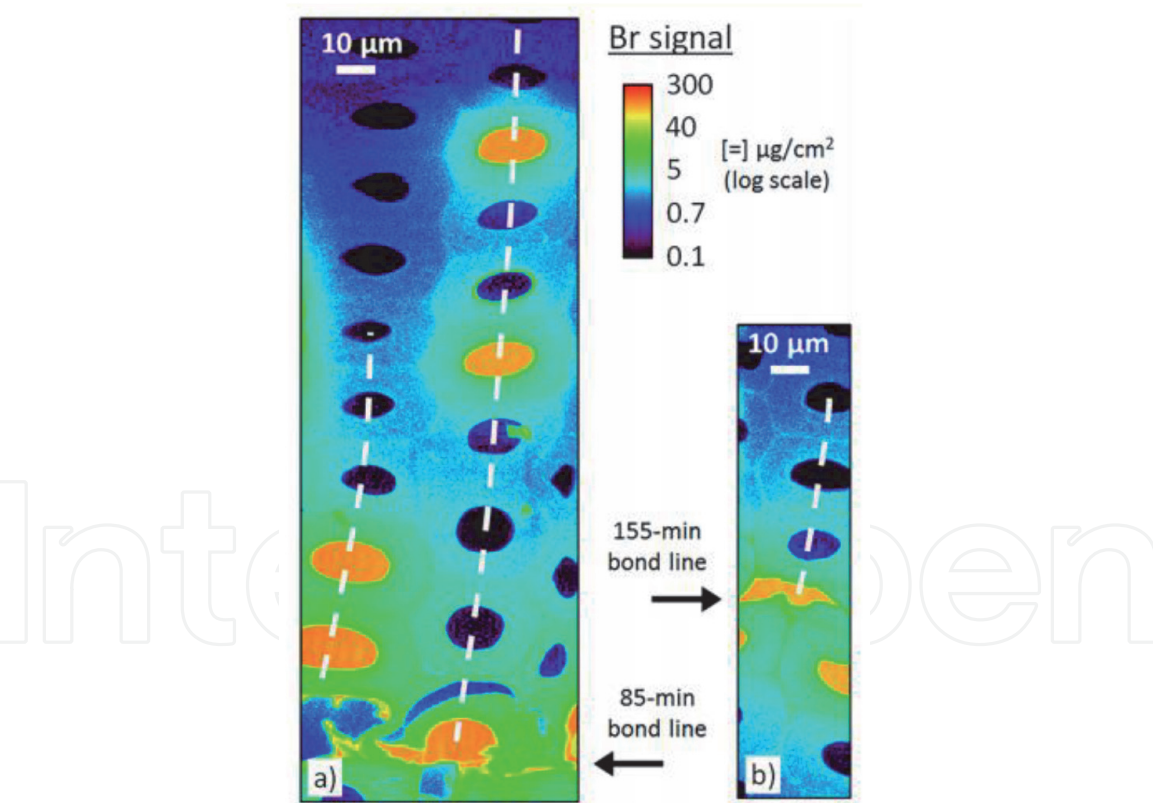 10 µm
Br signal
300
40
5
0.7
0.1
[=] µg/cm²
(log scale)
10 µm
155-min
bond line
85-min
bond line
a)
b)